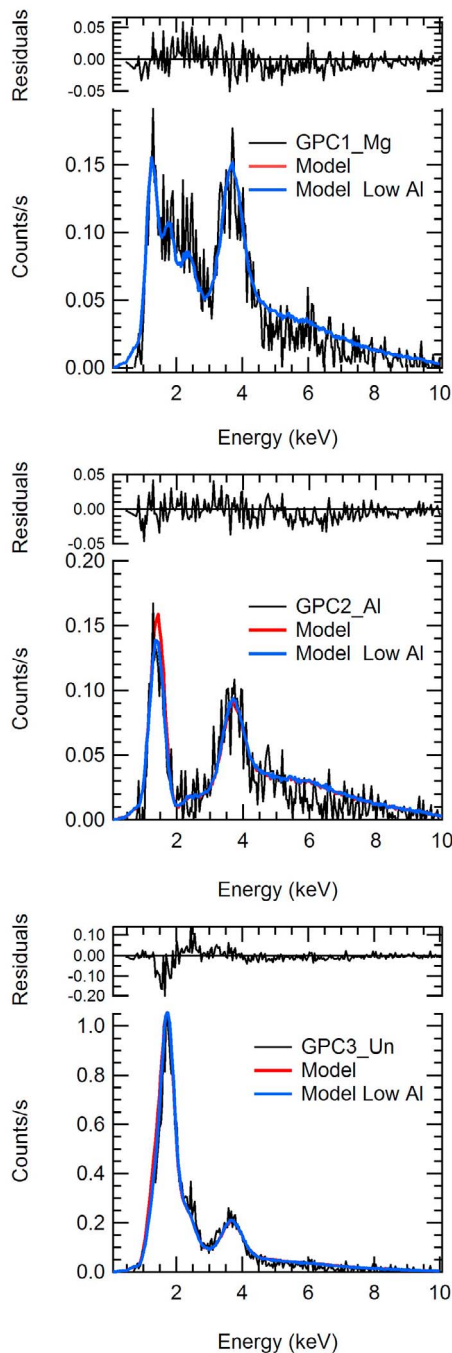 Residuals
0.05
0.00
-0.05
Counts/s
GPC1_Mg
Model
Model Low Al
0.15
0.10
0.05
0.00
2 4 6 8 10
Energy (keV)
Residuals
0.05
0.00
-0.05
Counts/s
0.20
GPC2_Al
Model
Model Low Al
0.15
0.10
0.05
0.00
2 4 6 8 10
Energy (keV)
Residuals
0.10
0.00
-0.10
-0.20
Counts/s
GPC3_Un
Model
Model Low Al
1.0
0.8
0.6
0.4
0.2
0.0
2 4 6 8 10
Energy (keV)